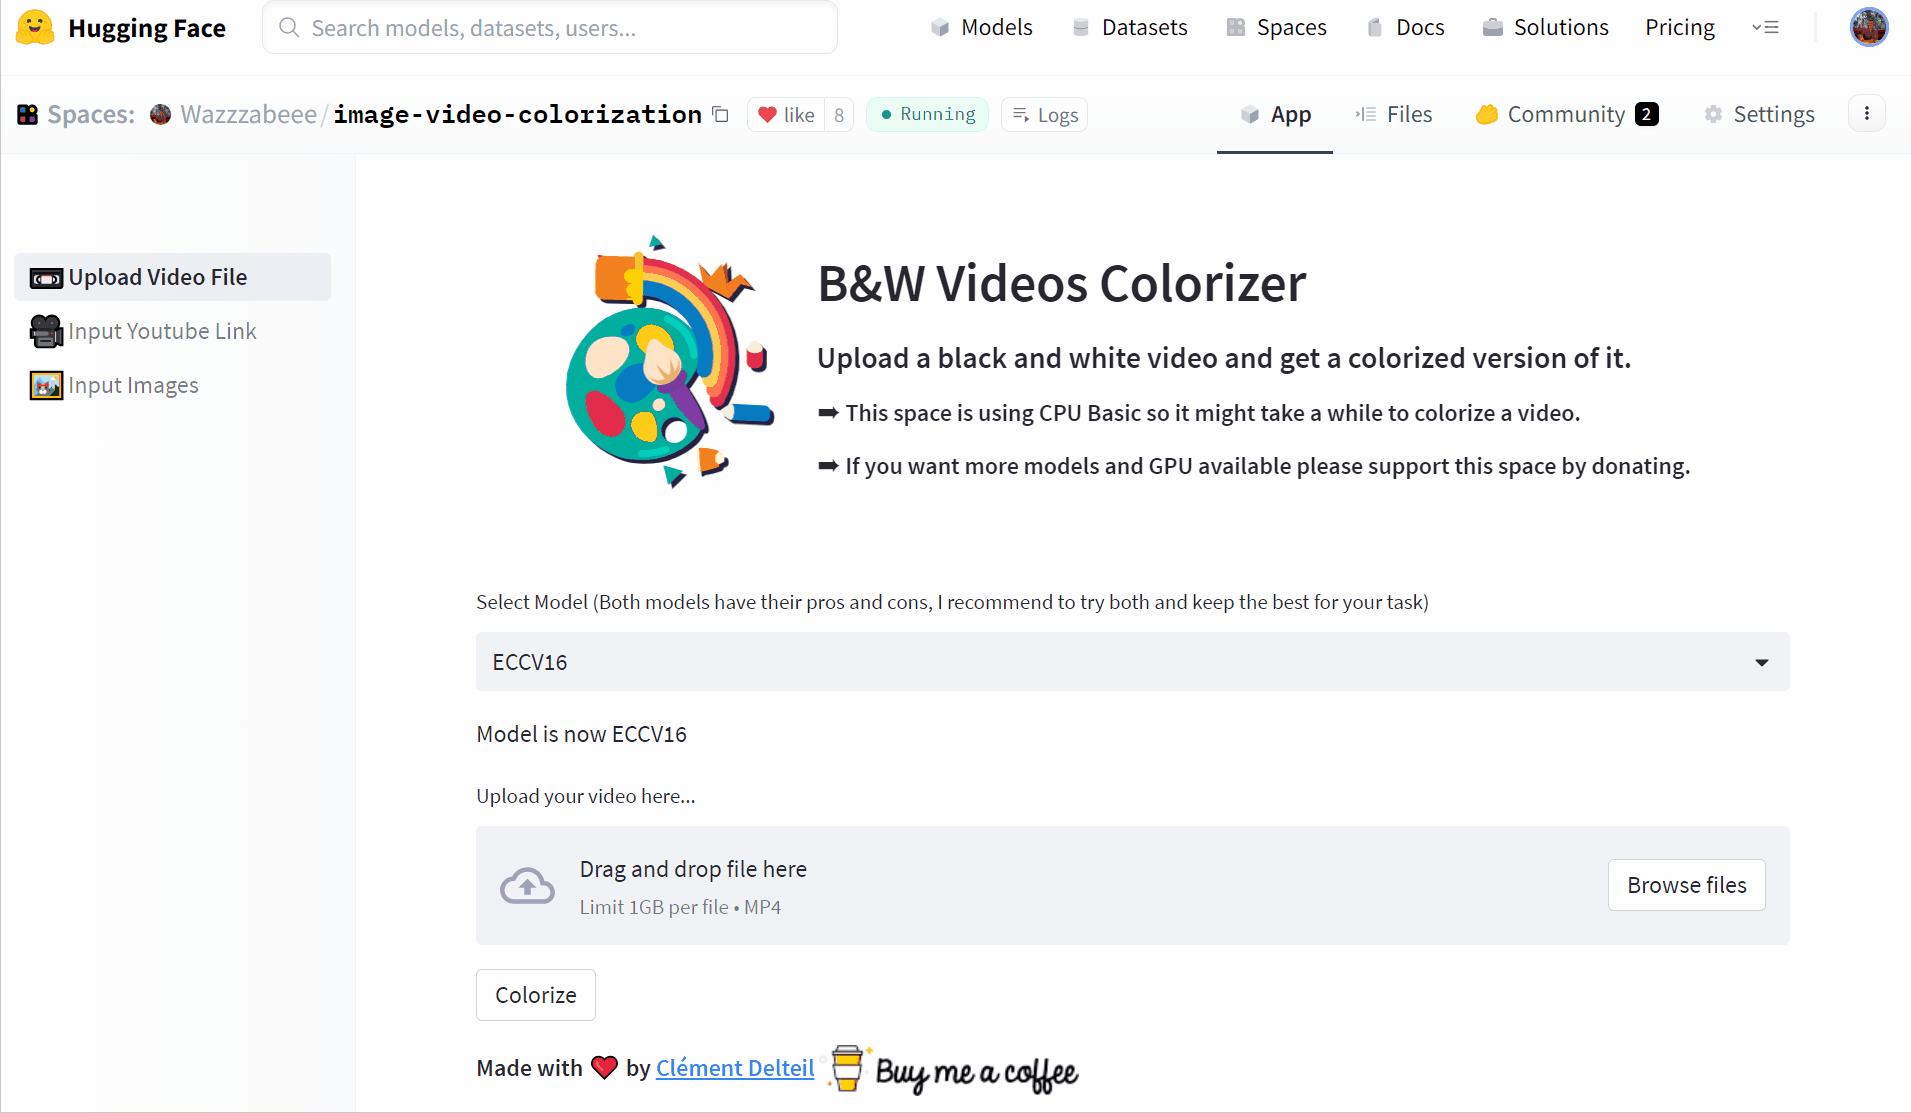 Hugging Face
Search models, datasets, users...
Models
Datasets
Spaces
Docs
Solutions
Pricing
Spaces:
Wazzzabeee/image-video-colorization
like 8
Running
Logs
App
Files
Community 2
Settings
Upload Video File
Input Youtube Link
Input Images
B&W Videos Colorizer
Upload a black and white video and get a colorized version of it.
➡ This space is using CPU Basic so it might take a while to colorize a video.
➡ If you want more models and GPU available please support this space by donating.
Select Model (Both models have their pros and cons, I recommend to try both and keep the best for your task)
ECCV16
Model is now ECCV16
Upload your video here...
Drag and drop file here
Limit 1GB per file • MP4
Browse files
Colorize
Made with ❤ by Clément Delteil Buy me a coffee